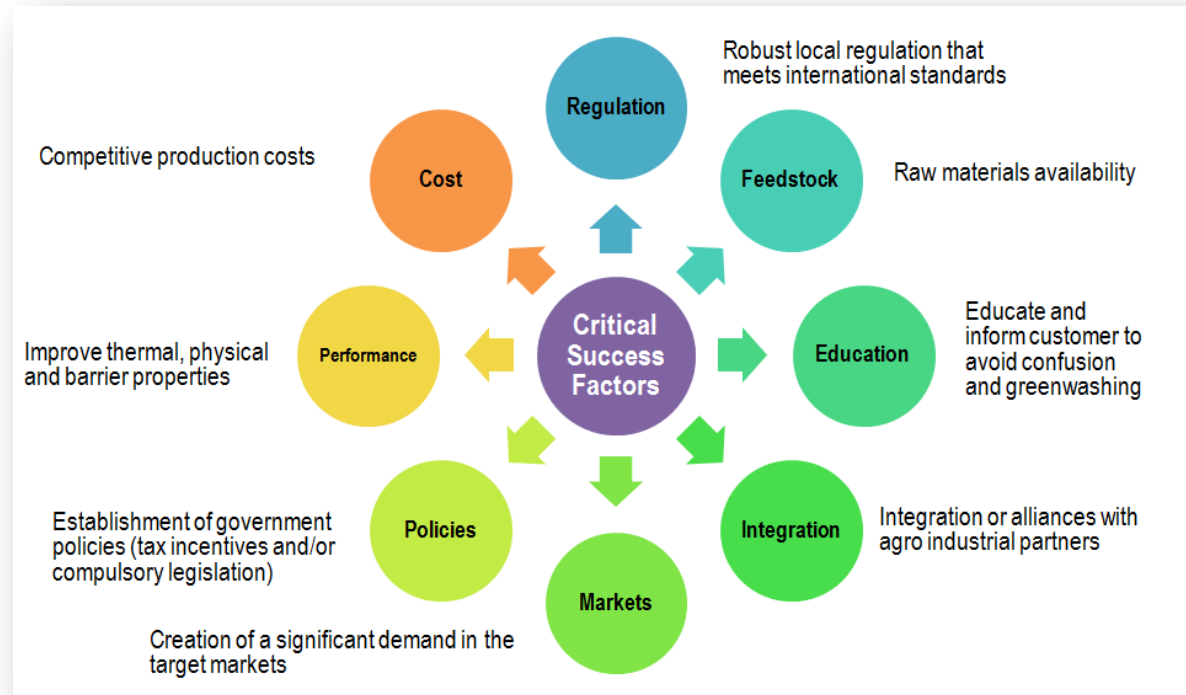 Regulation
Robust local regulation that
meets international standards
Feedstock
Raw materials availability
Education
Educate and
inform customer to
avoid confusion
and greenwashing
Integration
Integration or alliances with
agro industrial partners
Markets
Creation of a significant demand in the
target markets
Policies
Establishment of government
policies (tax incentives and/or
compulsory legislation)
Performance
Improve thermal, physical
and barrier properties
Cost
Competitive production costs
Critical
Success
Factors